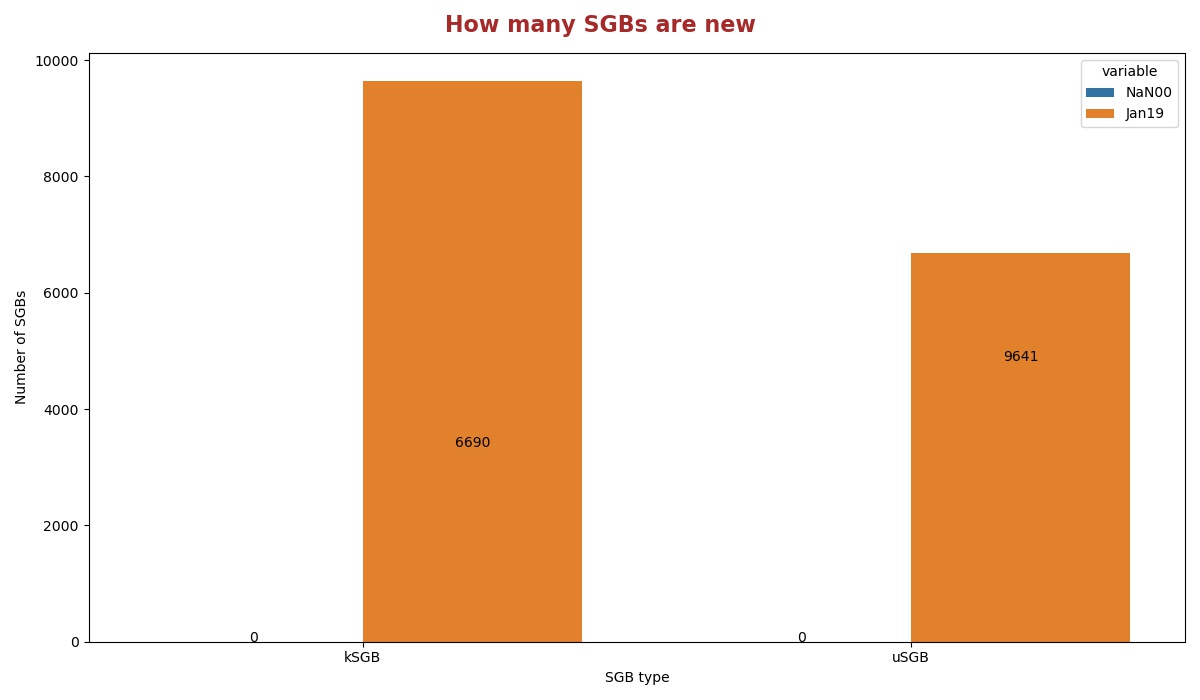 How many SGBs are new
10000
8000
6000
4000
2000
0
Number of SGBs
variable
NaN00
Jan19
6690
9641
0
0
kSGB
uSGB
SGB type